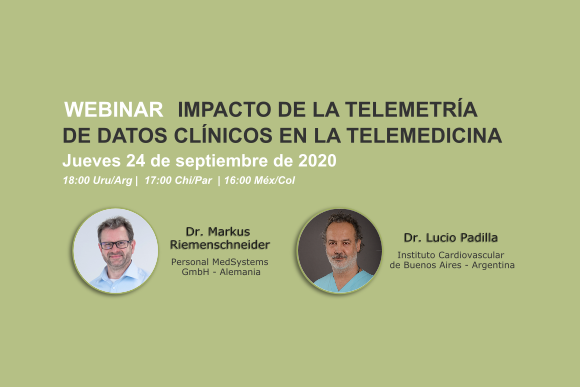 WEBINAR IMPACTO DE LA TELEMETRÍA
DE DATOS CLÍNICOS EN LA TELEMEDICINA
Jueves 24 de septiembre de 2020
18:00 Uru/Arg | 17:00 Chi/Par | 16:00 Méx/Col
Dr. Markus
Riemenschneider
Personal MedSystems
GmbH - Alemania
Dr. Lucio Padilla
Instituto Cardiovascular
de Buenos Aires - Argentina